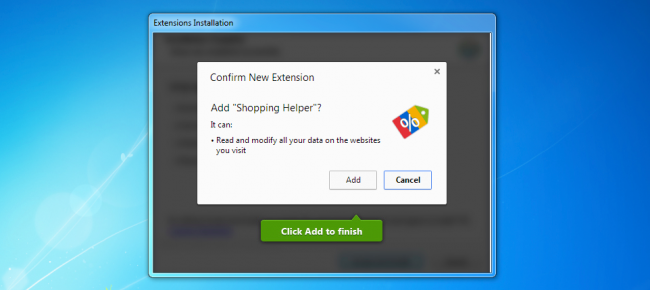 Extensions Installation
Confirm New Extension
Add "Shopping Helper"?
It can:
• Read and modify all your data on the websites
you visit
%
Add
Cancel
Click Add to finish